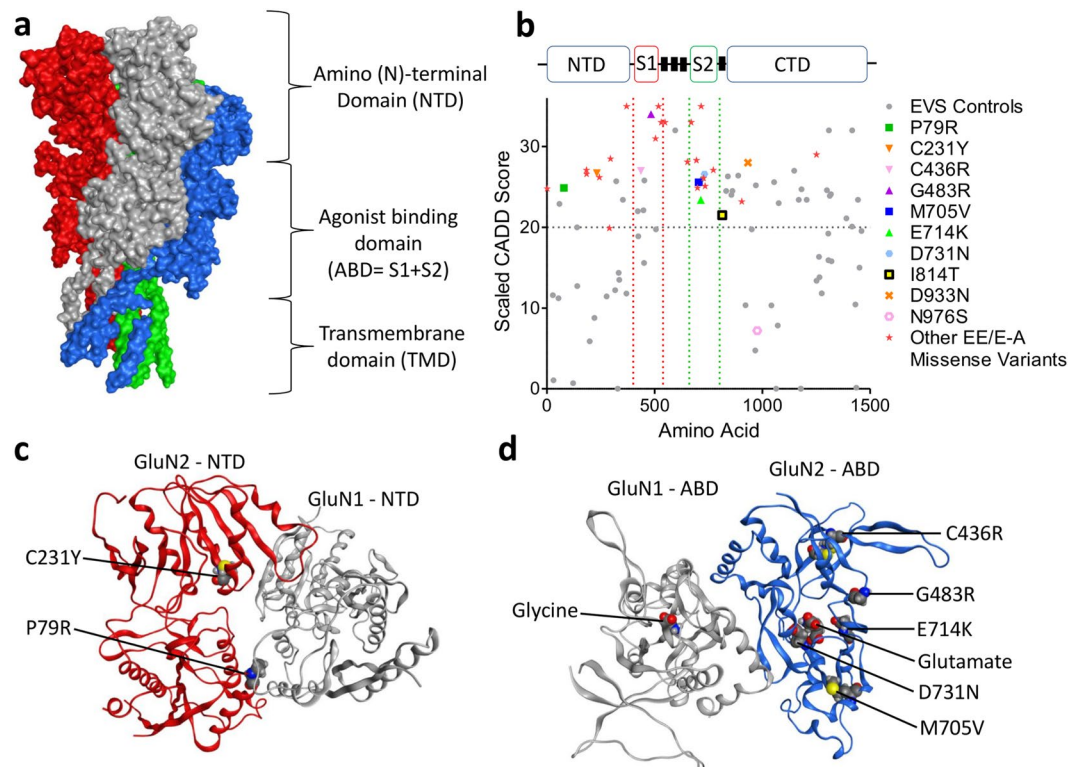 a
Amino (N)-terminal
Domain (NTD)
Agonist binding
domain
(ABD= S1+S2)
Transmembrane
domain (TMD)
b
NTD
S1
S2
CTD
Scaled CADD Score
30
20
10
0
0
500
1000
1500
Amino Acid
EVS Controls
P79R
C231Y
C436R
G483R
M705V
E714K
D731N
I814T
D933N
N976S
Other EE/E-A
Missense Variants
c
GluN2 - NTD
GluN1 - NTD
C231Y
P79R
d
GluN2 - ABD
GluN1 - ABD
Glycine
C436R
G483R
E714K
Glutamate
D731N
M705V